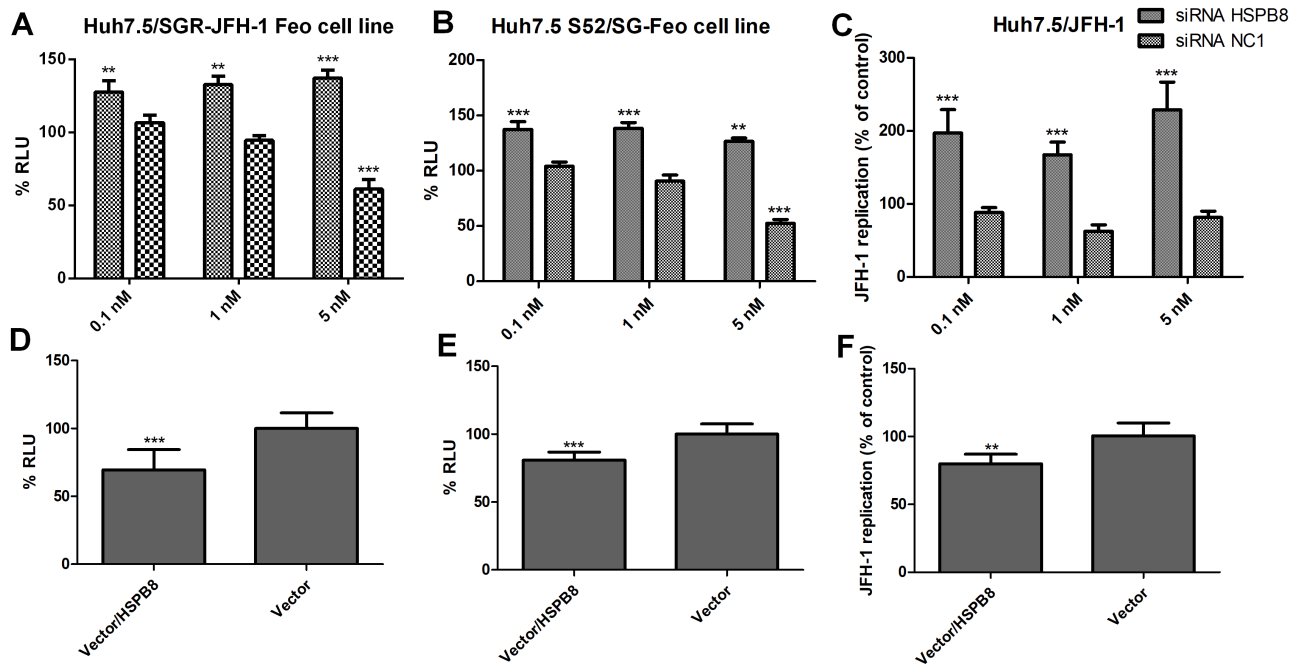 A
Huh7.5/SGR-JFH-1 Feo cell line
% RLU
150
100
50
0
**
**
***
***
0.1 nM
1 nM
5 nM
B
Huh7.5 S52/SG-Feo cell line
% RLU
200
150
100
50
0
***
***
**
***
0.1 nM
1 nM
5 nM
C
Huh7.5/JFH-1
siRNA HSPB8
siRNA NC1
JFH-1 replication (% of control)
300
200
100
0
***
***
***
0.1 nM
1 nM
5 nM
D
% RLU
150
100
50
0
***
Vector/HSPB8
Vector
E
% RLU
150
100
50
0
***
Vector/HSPB8
Vector
F
JFH-1 replication (% of control)
150
100
50
0
**
Vector/HSPB8
Vector